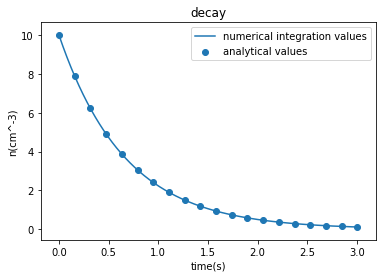 decay
numerical integration values
analytical values
10
8
6
4
2
0
n(cm^-3)
0.0 0.5 1.0 1.5 2.0 2.5 3.0
time(s)